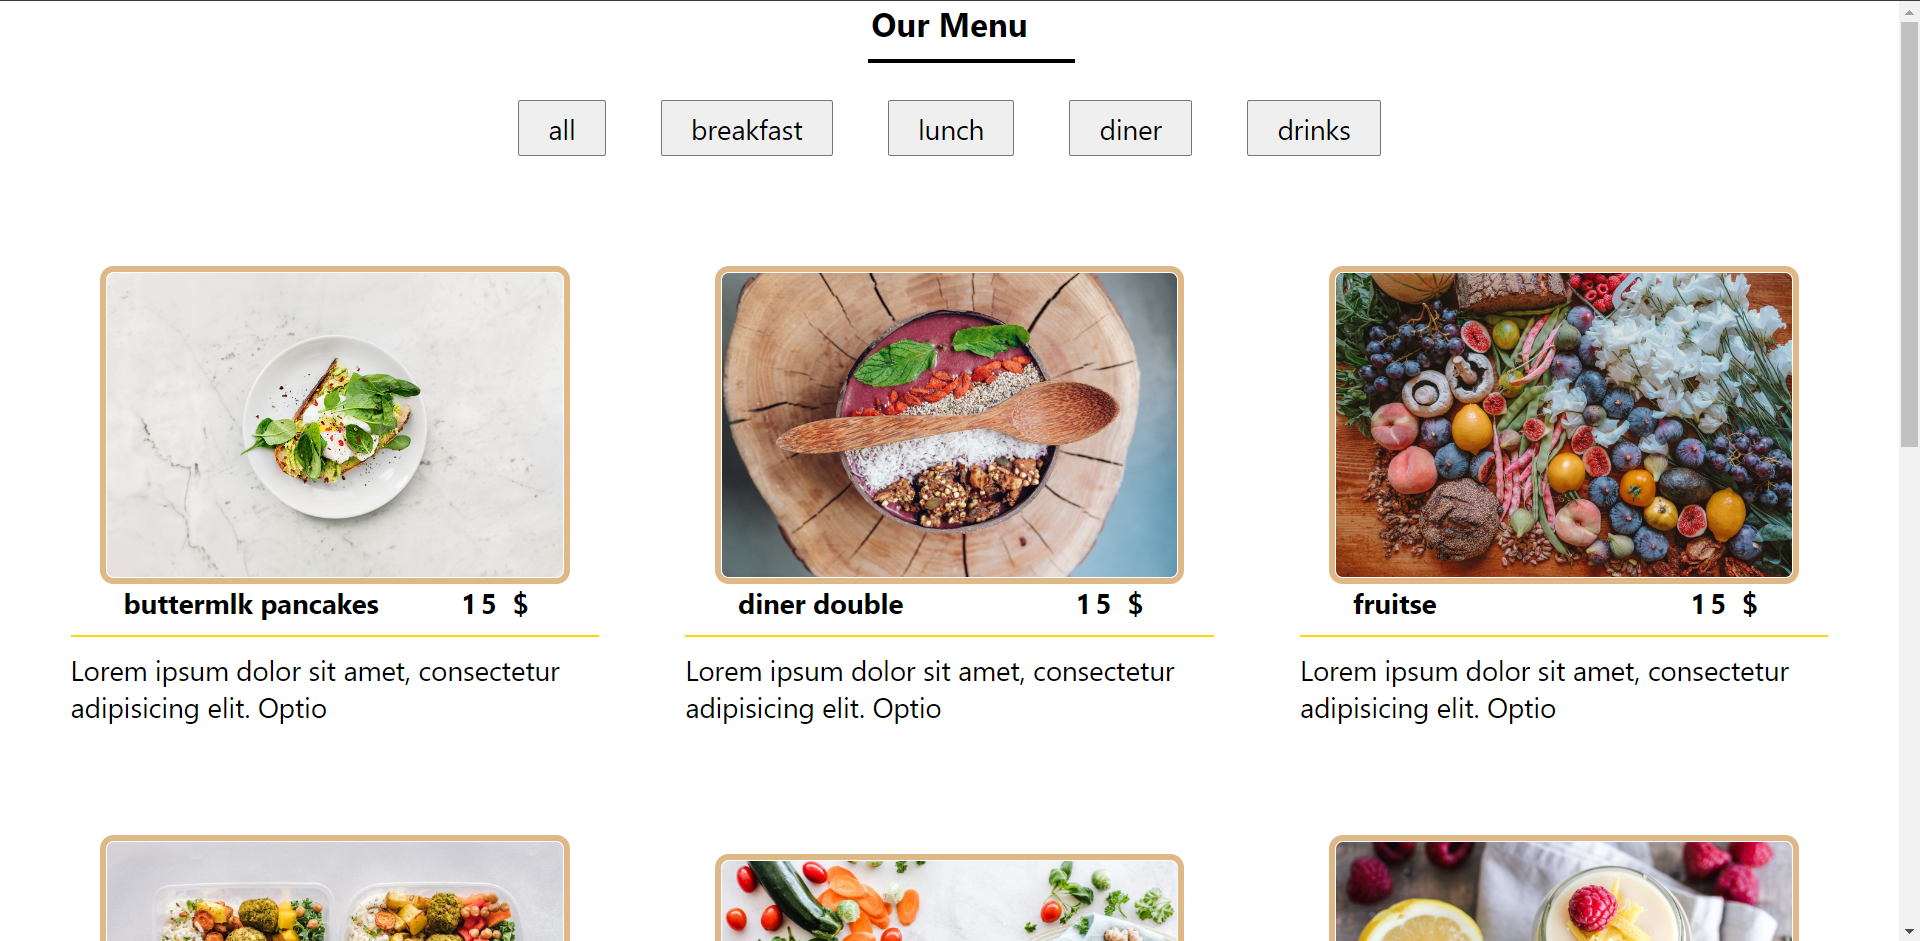 Our Menu
all
breakfast
lunch
diner
drinks
buttermlk pancakes
15 $
Lorem ipsum dolor sit amet, consectetur
adipisicing elit. Optio
diner double
15 $
Lorem ipsum dolor sit amet, consectetur
adipisicing elit. Optio
fruitse
15 $
Lorem ipsum dolor sit amet, consectetur
adipisicing elit. Optio